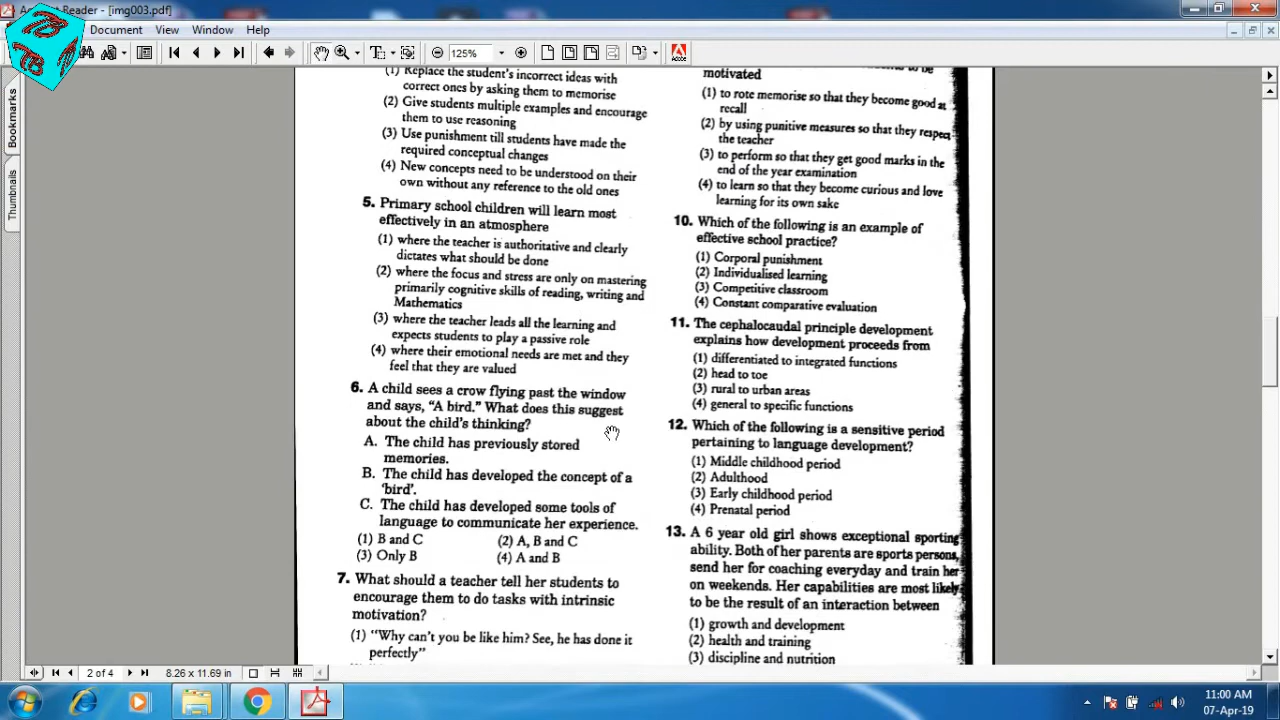 Reader - [img003.pdf]
Document View Window Help
125%
Bookmarks
Thumbnails
(1) Replace the student's incorrect ideas with
correct ones by asking them to memorise
(2) Give students multiple examples and encourage
them to use reasoning
(3) Use punishment till students have made the
required conceptual changes
(4) New concepts need to be understood on their
own without any reference to the old ones
5. Primary school children will learn most
effectively in an atmosphere
(1) where the teacher is authoritative and clearly
dictates what should be done
(2) where the focus and stress are only on mastering
primarily cognitive skills of reading, writing and
Mathematics
(3) where the teacher leads all the learning and
expects students to play a passive role
(4) where their emotional needs are met and they
feel that they are valued
6. A child sees a crow flying past the window
and says, “A bird.” What does this suggest
about the child's thinking?
A. The child has previously stored
memories.
B. The child has developed the concept of a
‘bird’.
C. The child has developed some tools of
language to communicate her experience.
(1) B and C (2) A, B and C
(3) Only B (4) A and B
7. What should a teacher tell her students to
encourage them to do tasks with intrinsic
motivation?
(1) “Why can't you be like him? See, he has done it
perfectly”
to be
motivated
(1) to rote memorise so that they become good at
recall
(2) by using punitive measures so that they respect
the teacher
(3) to perform so that they get good marks in the
end of the year examination
(4) to learn so that they become curious and love
learning for its own sake
10. Which of the following is an example of
effective school practice?
(1) Corporal punishment
(2) Individualised learning
(3) Competitive classroom
(4) Constant comparative evaluation
11. The cephalocaudal principle development
explains how development proceeds from
(1) differentiated to integrated functions
(2) head to toe
(3) rural to urban areas
(4) general to specific functions
12. Which of the following is a sensitive period
pertaining to language development?
(1) Middle childhood period
(2) Adulthood
(3) Early childhood period
(4) Prenatal period
13. A 6 year old girl shows exceptional sporting
ability. Both of her parents are sports persons,
send her for coaching everyday and train her
on weekends. Her capabilities are most likely
to be the result of an interaction between
(1) growth and development
(2) health and training
(3) discipline and nutrition
2 of 4
8.26 x 11.69 in
11:00 AM
07-Apr-19